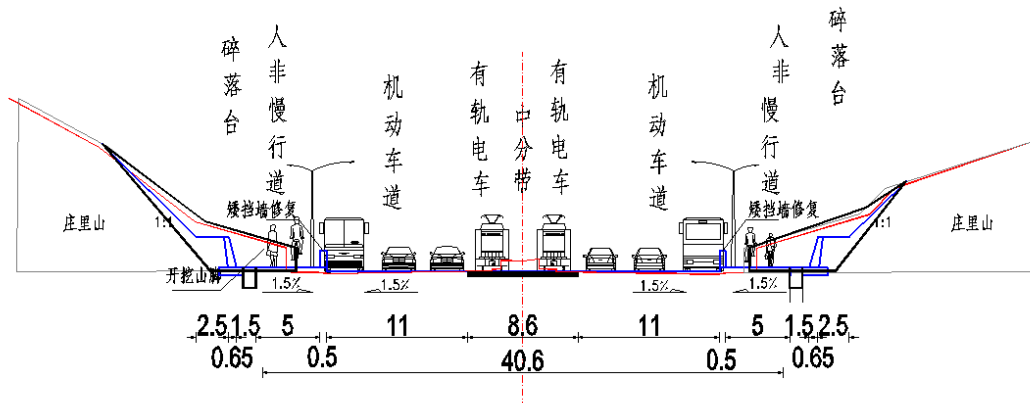 碎落台
人非慢行道
机动车道
有轨电车
中分带
有轨电车
机动车道
人非慢行道
碎落台
庄里山
1:1
矮挡墙修复
矮挡墙修复
1:1
庄里山
开挖山脚
1.5%
1.5%
1.5%
1.5%
2.5
1.5
5
11
8.6
11
5
1.5
2.5
0.65
0.5
40.6
0.5
0.65